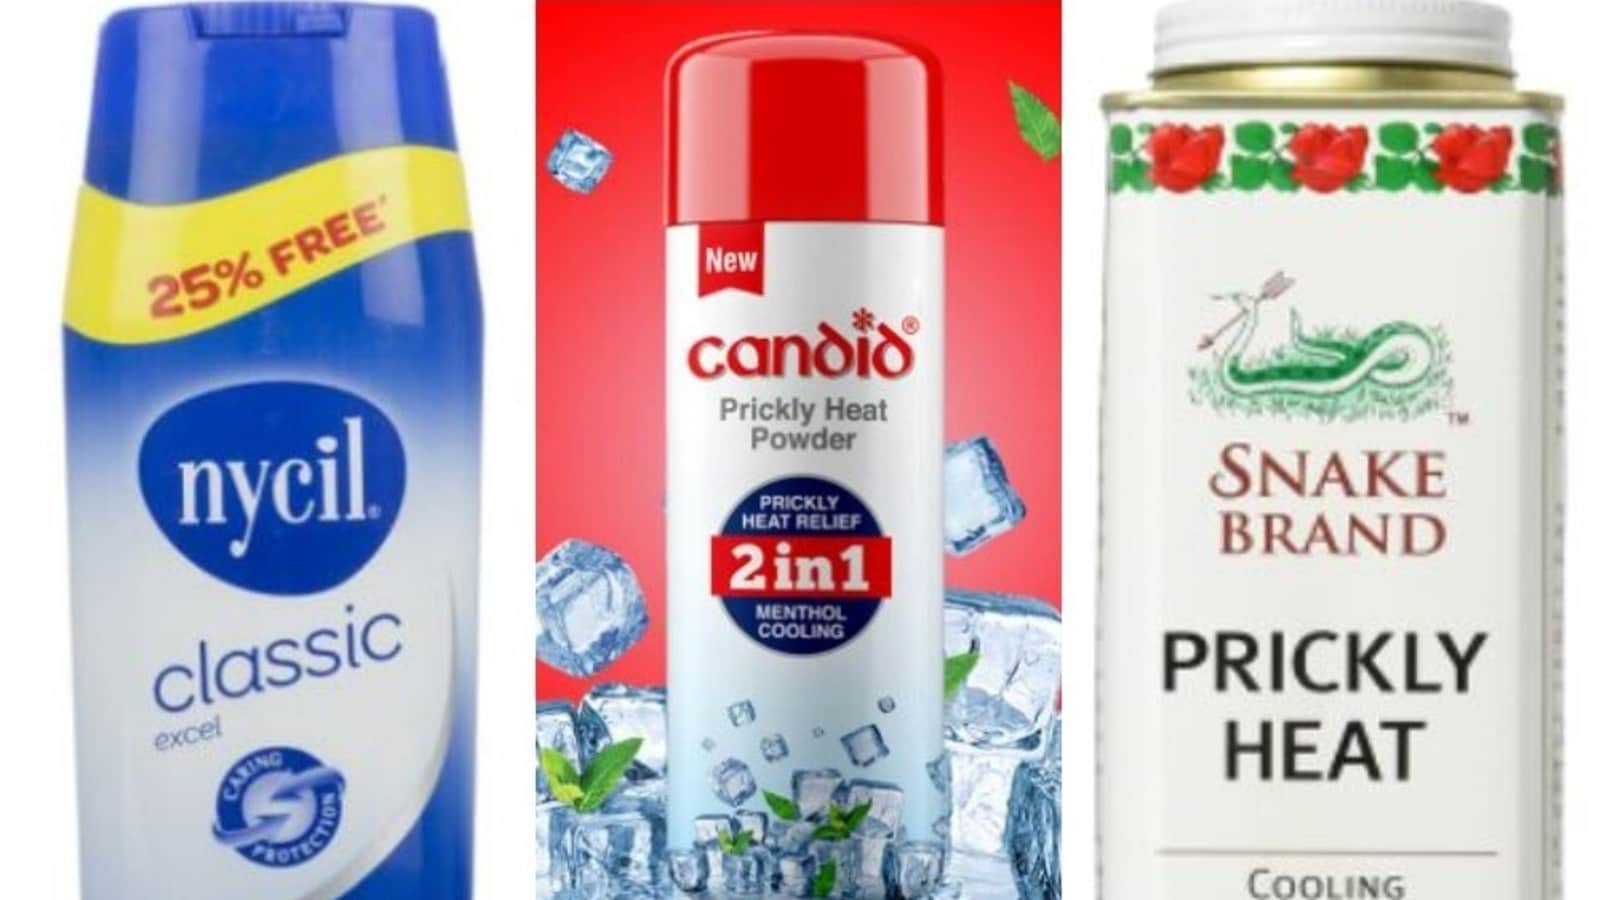 25% FREE*
nycil®
classic
excel
CARING
PROTECTION
New
candid®
Prickly Heat
Powder
PRICKLY
HEAT RELIEF
2 in 1
MENTHOL
COOLING
TM
SNAKE
BRAND
PRICKLY
HEAT
COOLING